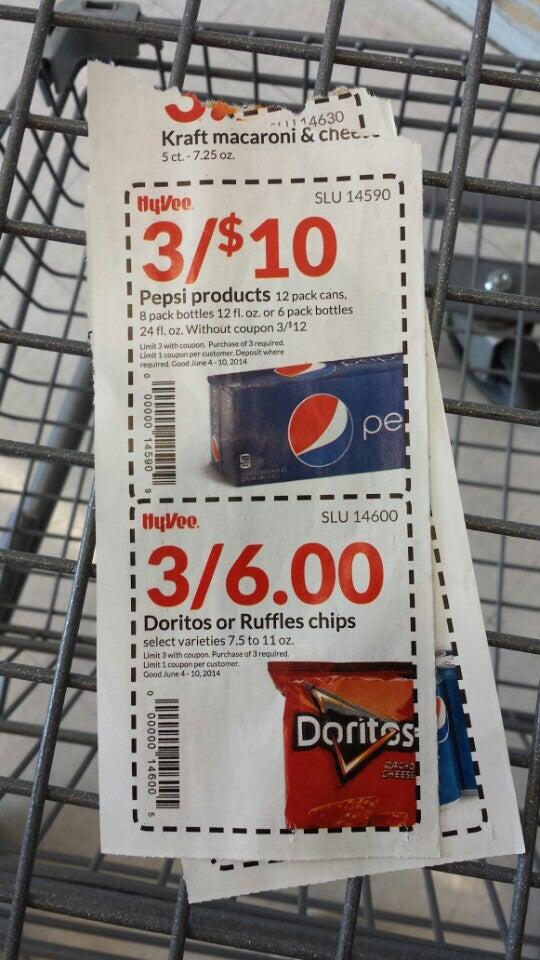 14630
Kraft macaroni & cheese
5 ct. - 7.25 oz.
HyVee.
SLU 14590
3/$10
Pepsi products 12 pack cans,
8 pack bottles 12 fl. oz. or 6 pack bottles
24 fl. oz. Without coupon 3/$12
Limit 3 with coupon. Purchase of 3 required.
Limit 1 coupon per customer. Deposit where
required. Good June 4 - 10, 2014
0 00000 14590 9
pe
HyVee.
SLU 14600
3/6.00
Doritos or Ruffles chips
select varieties 7.5 to 11 oz.
Limit 3 with coupon. Purchase of 3 required.
Limit 1 coupon per customer.
Good June 4 - 10, 2014
0 00000 14600 5
Doritos
NACHO
CHEESE